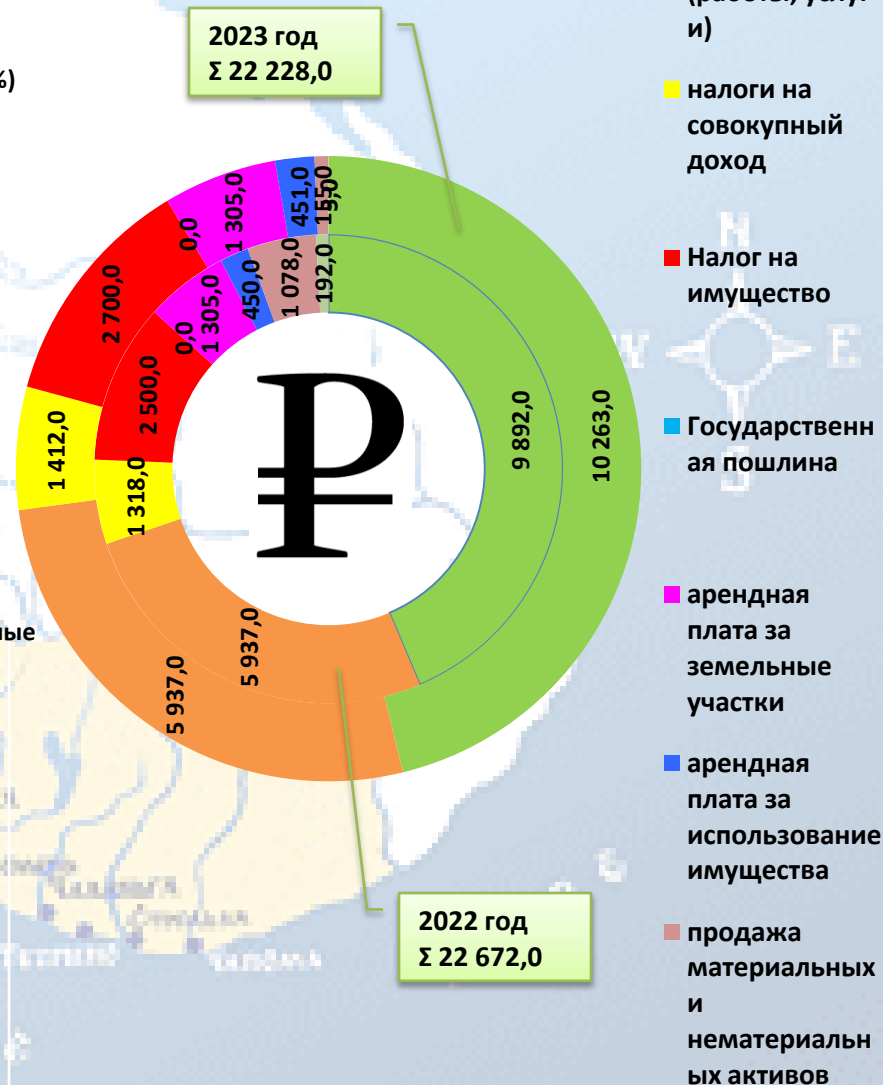 2023 год
Σ 22 228,0
%)
и)
налоги на
совокупный
доход
Налог на
имущество
Государственн
ая пошлина
арендная
плата за
земельные
участки
арендная
плата за
использование
имущества
продажа
материальных
и
нематериальн
ых активов
10 263,0
5 937,0
1 412,0
2 700,0
0,0
1 305,0
451,0
155,0
5,0
9 892,0
5 937,0
1 318,0
2 500,0
0,0
1 305,0
450,0
1 078,0
192,0
₽
ные
2022 год
Σ 22 672,0
N
E
S